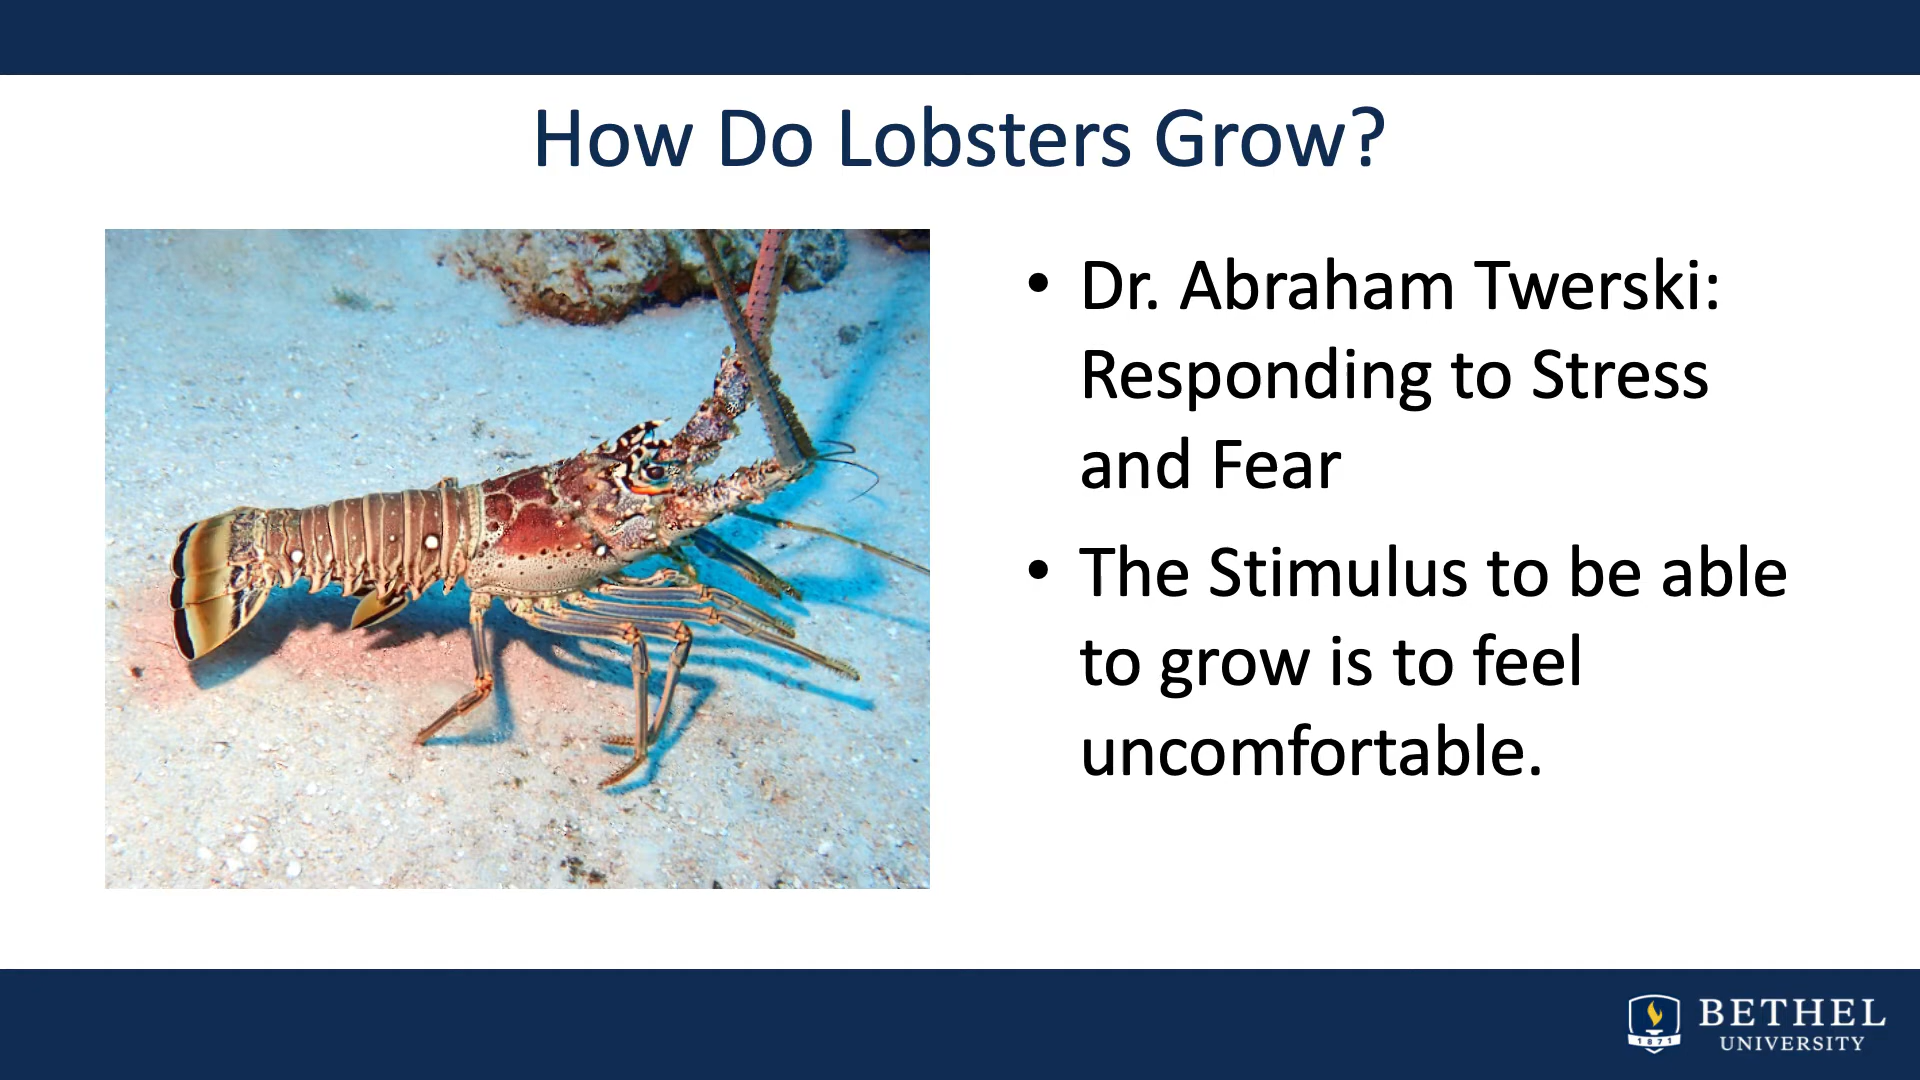 How Do Lobsters Grow?
• Dr. Abraham Twerski:
Responding to Stress
and Fear
• The Stimulus to be able
to grow is to feel
uncomfortable.
1871
BETHEL
UNIVERSITY